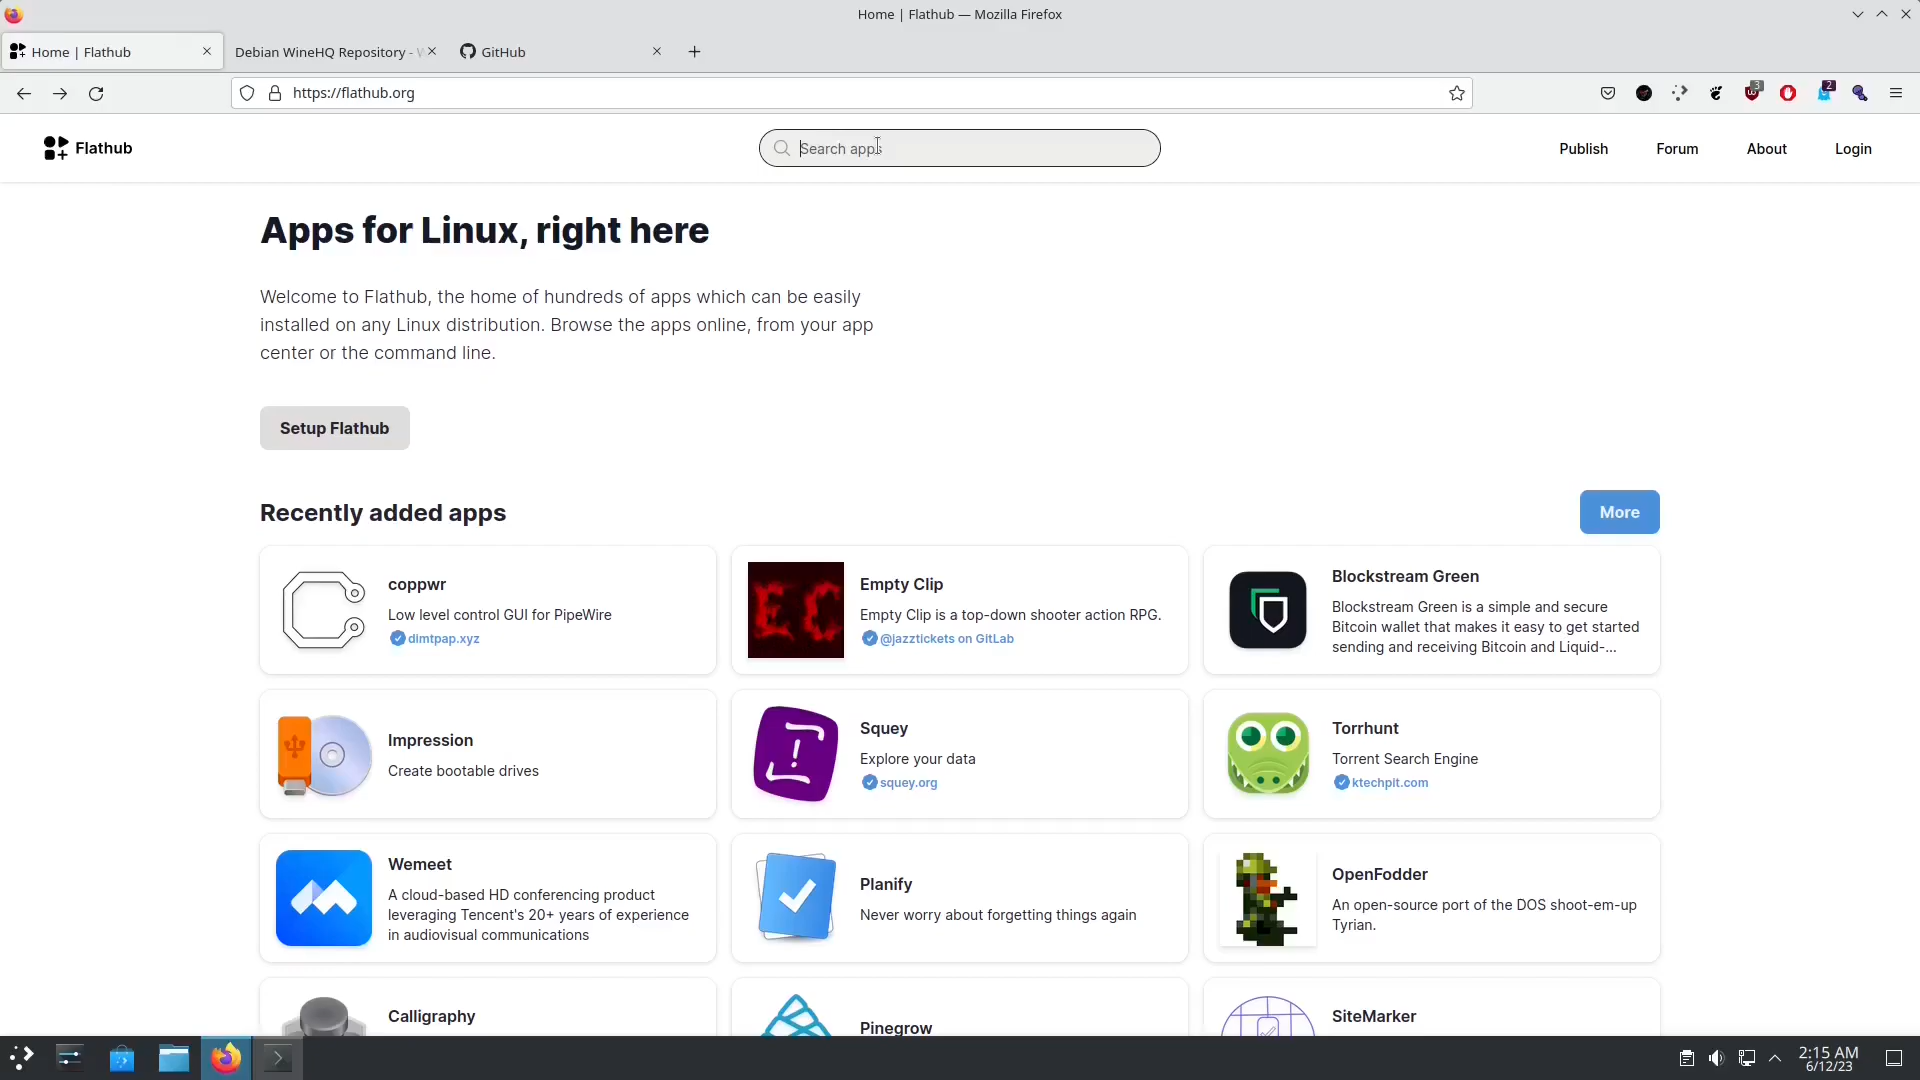 Home | Flathub — Mozilla Firefox
Home | Flathub
Debian WineHQ Repository -
GitHub
https://flathub.org
3
2
Flathub
Search apps
Publish
Forum
About
Login
Apps for Linux, right here
Welcome to Flathub, the home of hundreds of apps which can be easily
installed on any Linux distribution. Browse the apps online, from your app
center or the command line.
Setup Flathub
Recently added apps
More
coppwr
Low level control GUI for PipeWire
dimtpap.xyz
EC
Empty Clip
Empty Clip is a top-down shooter action RPG.
@jazztickets on GitLab
Blockstream Green
Blockstream Green is a simple and secure
Bitcoin wallet that makes it easy to get started
sending and receiving Bitcoin and Liquid-...
Impression
Create bootable drives
Squey
Explore your data
squey.org
Torrhunt
Torrent Search Engine
ktechpit.com
Wemeet
A cloud-based HD conferencing product
leveraging Tencent's 20+ years of experience
in audiovisual communications
Planify
Never worry about forgetting things again
OpenFodder
An open-source port of the DOS shoot-em-up
Tyrian.
Calligraphy
Pinegrow
SiteMarker
2:15 AM
6/12/23